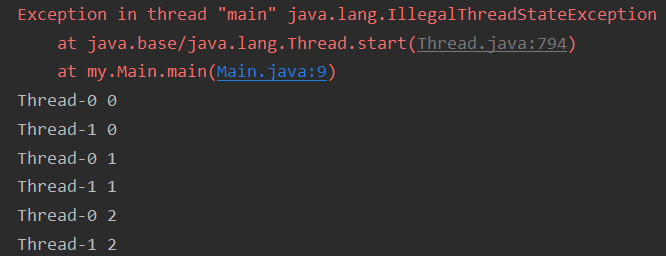 Exception in thread "main" java.lang.IllegalThreadStateException
    at java.base/java.lang.Thread.start(Thread.java:794)
    at my.Main.main(Main.java:9)
Thread-0 0
Thread-1 0
Thread-0 1
Thread-1 1
Thread-0 2
Thread-1 2